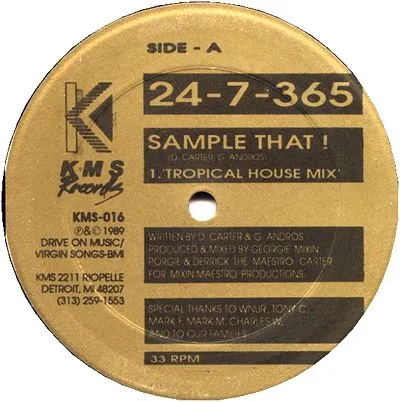 SIDE - A
24-7-365
SAMPLE THAT !
(D. CARTER, G. ANDROS)
1. 'TROPICAL HOUSE MIX'
K
KMS
Records
KMS-016
℗&© 1989
DRIVE ON MUSIC/
VIRGIN SONGS-BMI
KMS 2211 RIOPELLE
DETROIT, MI 48207
(313) 259-1553
WRITTEN BY D. CARTER & G. ANDROS
PRODUCED & MIXED BY GEORGIE 'MIXIN
PORGIE & DERRICK 'THE MAESTRO' CARTER
FOR MIXIN MAESTRO PRODUCTIONS.
SPECIAL THANKS TO WNUR, TONY C.
MARK F. MARK M. CHARLES W.
AND TO OUR FAMILIES
33 RPM